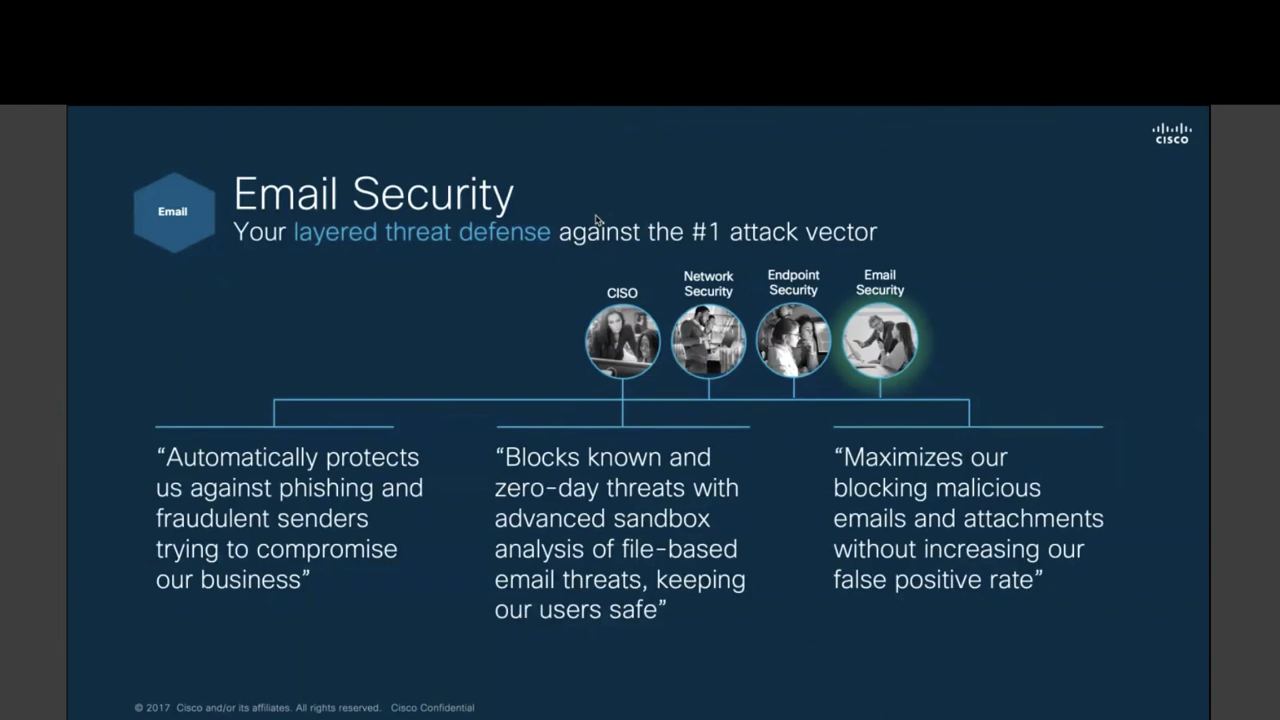 CISCO
Email
Email Security
Your layered threat defense against the #1 attack vector
CISO
Network
Security
Endpoint
Security
Email
Security
“Automatically protects
us against phishing and
fraudulent senders
trying to compromise
our business”
“Blocks known and
zero-day threats with
advanced sandbox
analysis of file-based
email threats, keeping
our users safe”
“Maximizes our
blocking malicious
emails and attachments
without increasing our
false positive rate”
© 2017 Cisco and/or its affiliates. All rights reserved. Cisco Confidential